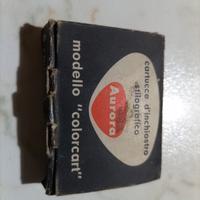 cartucce d'inchiostro
stilografico
Aurora
modello "colorcart"